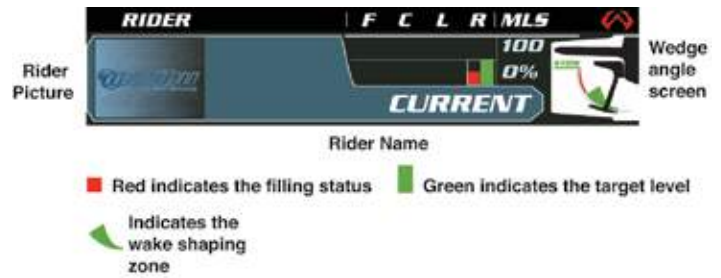 RIDER F C L R MLS
100
0%
CURRENT
Rider
Picture
Wedge
angle
screen
Rider Name
Red indicates the filling status
Green indicates the target level
Indicates the
wake shaping
zone